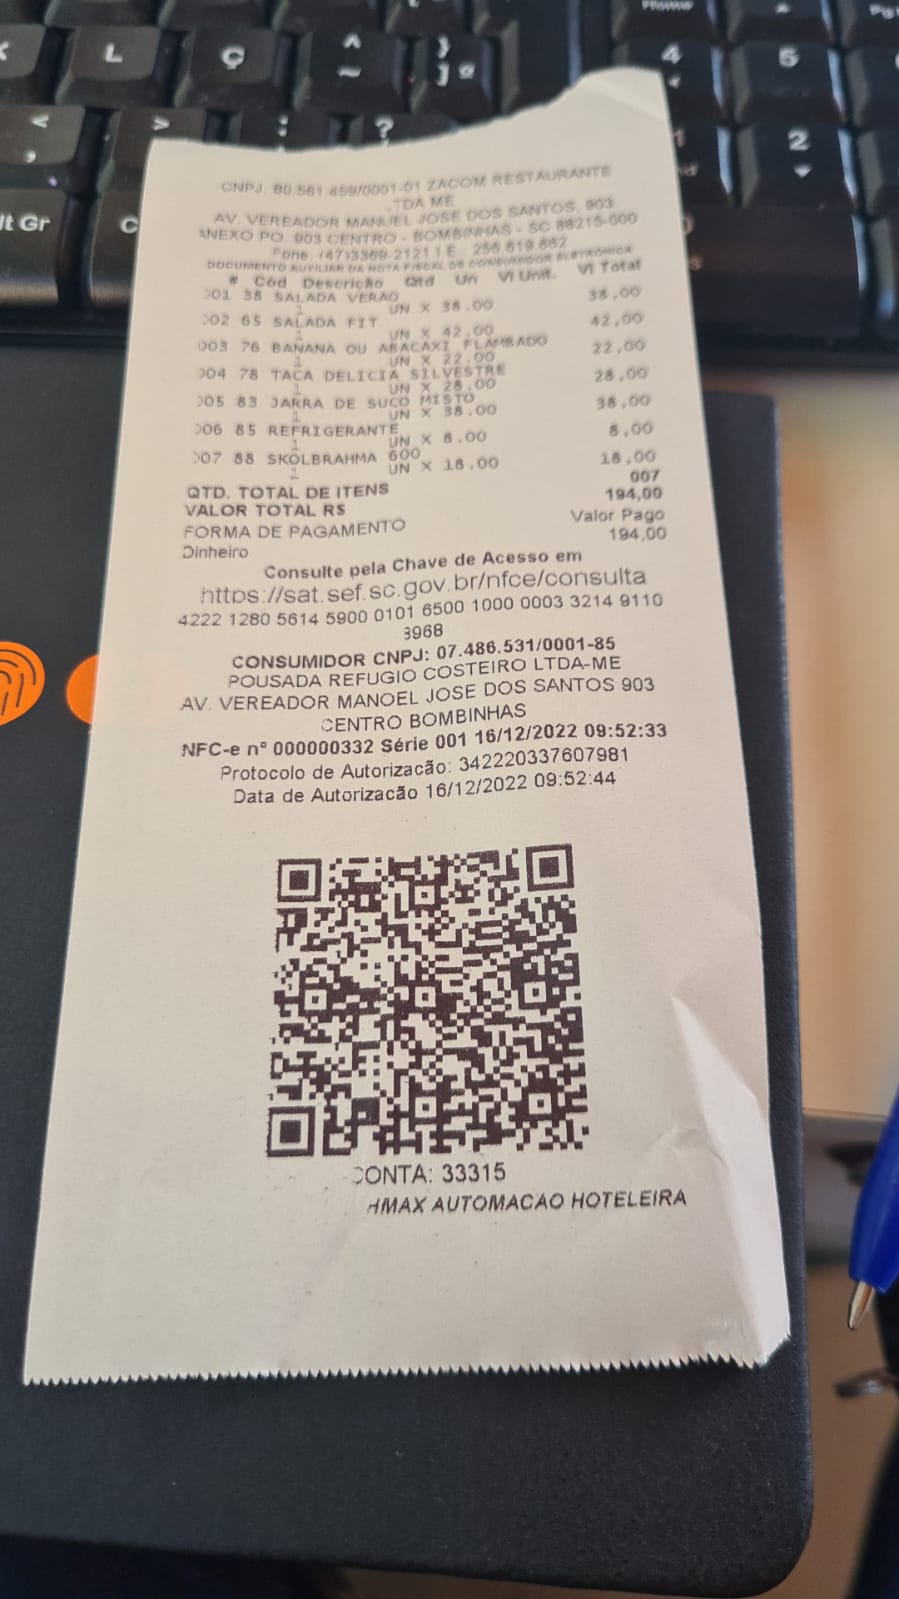 L
Ç
^
~
}
] º
Home
4
5
<
,
>
:
;
?
1
2
lt Gr
C
CNPJ: 80.561.459/0001-01 ZACOM RESTAURANTE
LTDA ME
AV. VEREADOR MANUEL JOSE DOS SANTOS, 903
ANEXO PO. 903 CENTRO - BOMBINHAS - SC 88215-000
Fone: (47)3369-2121 I.E.: 256.619.662
DOCUMENTO AUXILIAR DA NOTA FISCAL DE CONSUMIDOR ELETRONICA
# Cód Descrição Qtd Un Vl Unit. Vl Total
001 38 SALADA VERAO 38,00
1 UN X 38.00
002 65 SALADA FIT 42,00
1 UN X 42.00
003 76 BANANA OU ABACAXI FLAMBADO 22,00
1 UN X 22.00
004 78 TACA DELICIA SILVESTRE 28,00
1 UN X 28.00
005 83 JARRA DE SUCO MISTO 38,00
1 UN X 38.00
006 85 REFRIGERANTE 8,00
1 UN X 8.00
007 88 SKOLBRAHMA 600 18,00
1 UN X 18.00
QTD. TOTAL DE ITENS 007
VALOR TOTAL R$ 194,00
FORMA DE PAGAMENTO Valor Pago
Dinheiro 194,00
Consulte pela Chave de Acesso em
https://sat.sef.sc.gov.br/nfce/consulta
4222 1280 5614 5900 0101 6500 1000 0003 3214 9110
3968
CONSUMIDOR CNPJ: 07.486.531/0001-85
POUSADA REFUGIO COSTEIRO LTDA-ME
AV. VEREADOR MANOEL JOSE DOS SANTOS 903
CENTRO BOMBINHAS
NFC-e nº 000000332 Série 001 16/12/2022 09:52:33
Protocolo de Autorizacão: 342220337607981
Data de Autorizacão 16/12/2022 09:52:44
CONTA: 33315
HMAX AUTOMACAO HOTELEIRA